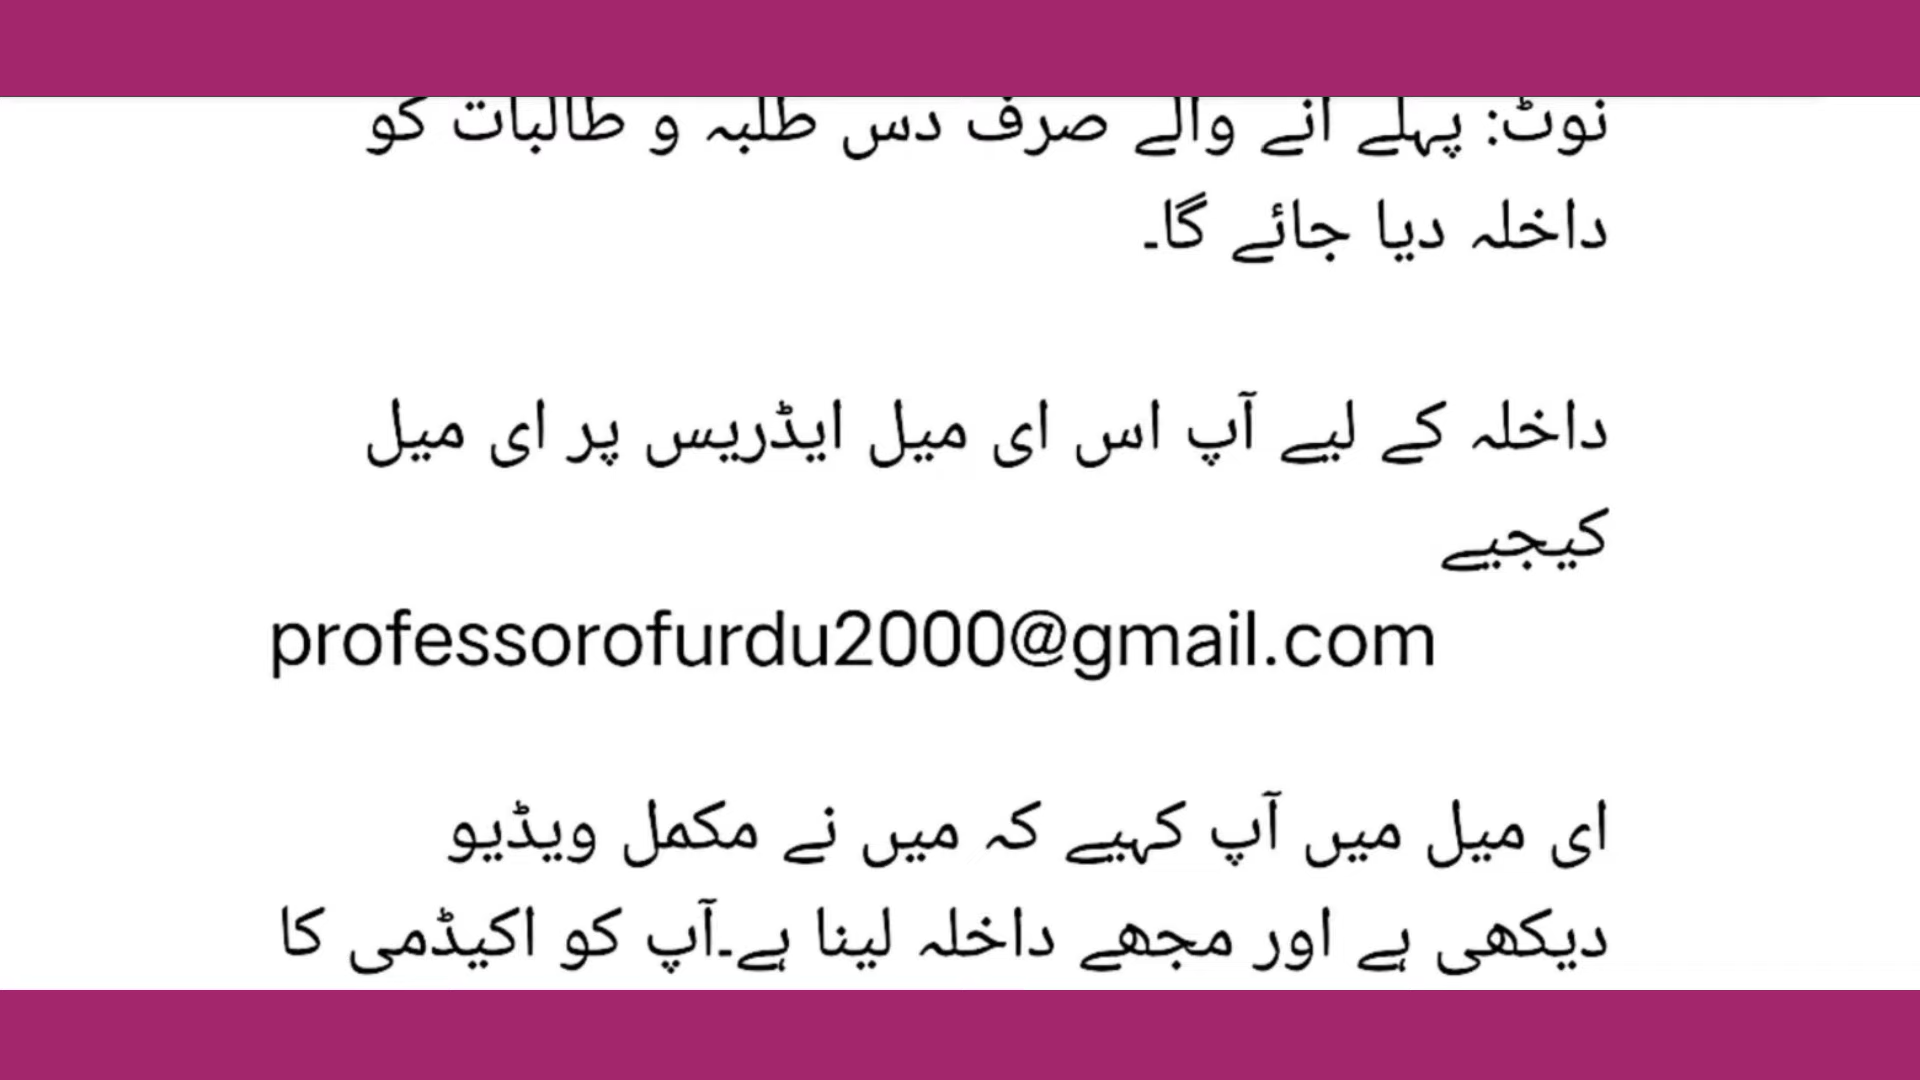 نوٹ: پہلے آنے والے صرف دس طلبہ و طالبات کو
داخلہ دیا جائے گا۔
داخلہ کے لیے آپ اس ای میل ایڈریس پر ای میل
کیجیے
professorofurdu2000@gmail.com
ای میل میں آپ کہیے کہ میں نے مکمل ویڈیو
دیکھی ہے اور مجھے داخلہ لینا ہے۔آپ کو اکیڈمی کا